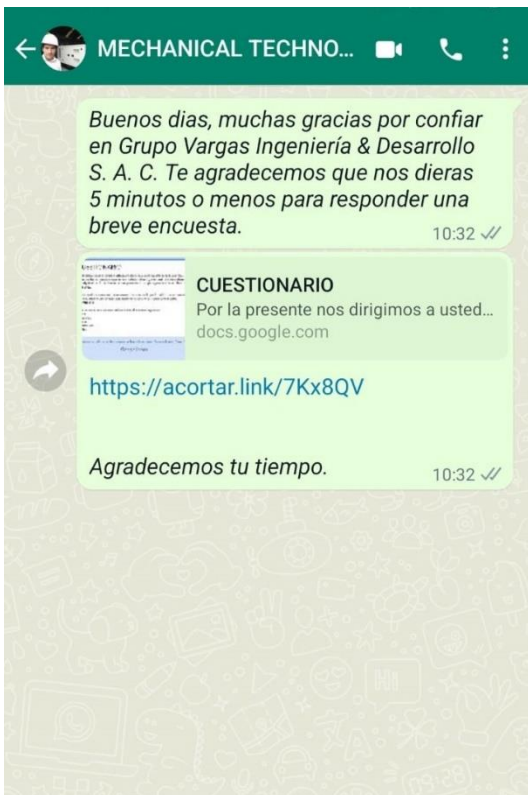 MECHANICAL TECHNO...
Buenos dias, muchas gracias por confiar
en Grupo Vargas Ingeniería & Desarrollo
S. A. C. Te agradecemos que nos dieras
5 minutos o menos para responder una
breve encuesta.
10:32
CUESTIONARIO
Por la presente nos dirigimos a usted...
docs.google.com
https://acortar.link/7Kx8QV
Agradecemos tu tiempo.
10:32